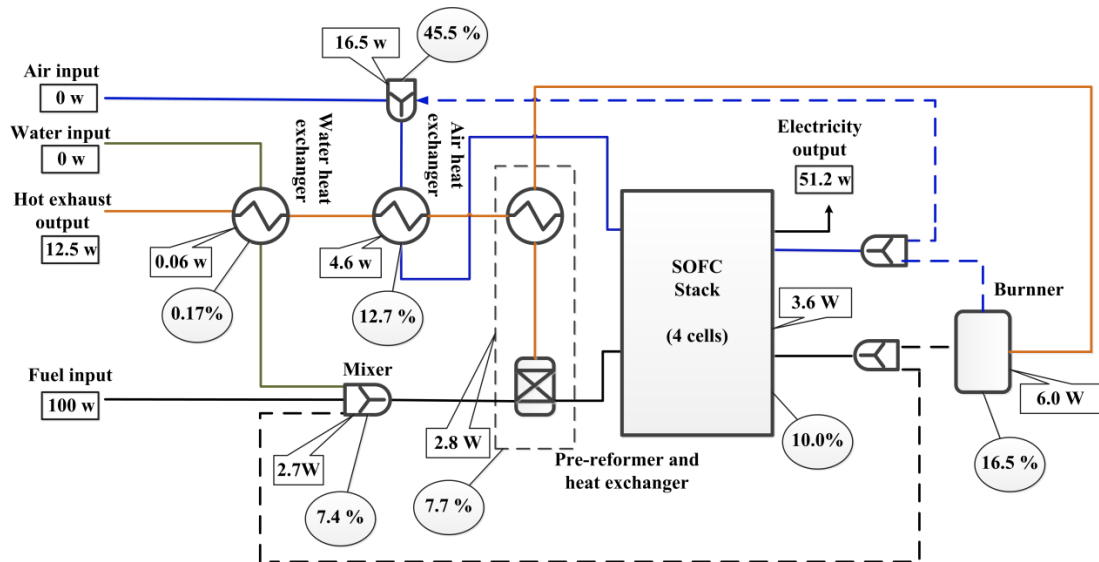 16.5 w
45.5 %
Air input
0 w
Water input
0 w
Hot exhaust
output
12.5 w
Water heat
exchanger
Air heat
exchanger
0.06 w
0.17%
4.6 w
12.7 %
Electricity
output
51.2 w
SOFC
Stack
(4 cells)
3.6 W
10.0%
Burnner
6.0 W
16.5 %
Fuel input
100 w
Mixer
2.7W
7.4 %
2.8 W
7.7 %
Pre-reformer and
heat exchanger